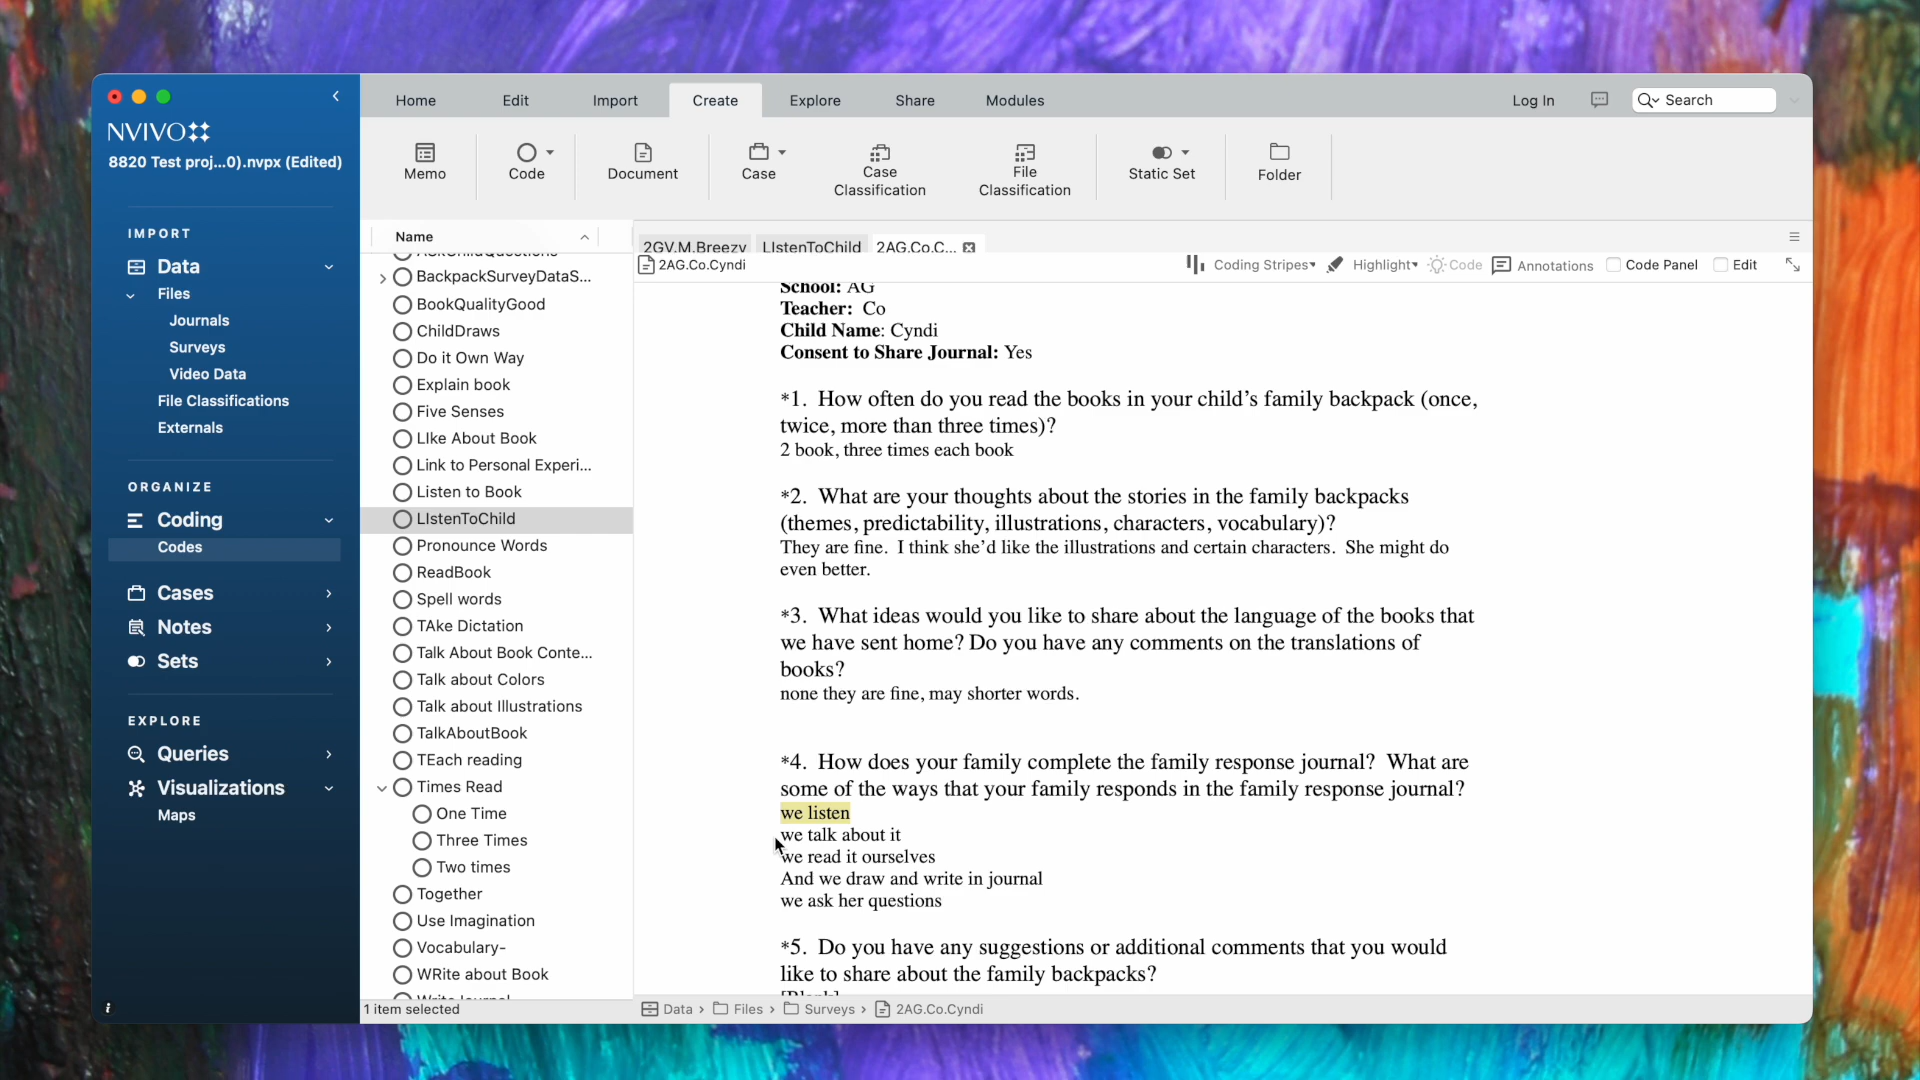 Home
Edit
Import
Create
Explore
Share
Modules
Log In
Search
NVIVO
8820 Test proj...0).nvpx (Edited)
Memo
Code
Document
Case
Case
Classification
File
Classification
Static Set
Folder
IMPORT
Data
Files
Journals
Surveys
Video Data
File Classifications
Externals
ORGANIZE
Coding
Codes
Cases
Notes
Sets
EXPLORE
Queries
Visualizations
Maps
Name
BackpackSurveyDataS...
BookQualityGood
ChildDraws
Do it Own Way
Explain book
Five Senses
LIke About Book
Link to Personal Experi...
Listen to Book
LIstenToChild
Pronounce Words
ReadBook
Spell words
TAke Dictation
Talk About Book Conte...
Talk about Colors
Talk about Illustrations
TalkAboutBook
TEach reading
Times Read
One Time
Three Times
Two times
Together
Use Imagination
Vocabulary-
WRite about Book
1 item selected
2GV.M.Breezy
LIstenToChild
2AG.Co.C...
2AG.Co.Cyndi
Coding Stripes
Highlight
Code
Annotations
Code Panel
Edit
School: AG
Teacher: Co
Child Name: Cyndi
Consent to Share Journal: Yes
*1. How often do you read the books in your child's family backpack (once,
twice, more than three times)?
2 book, three times each book
*2. What are your thoughts about the stories in the family backpacks
(themes, predictability, illustrations, characters, vocabulary)?
They are fine. I think she'd like the illustrations and certain characters. She might do
even better.
*3. What ideas would you like to share about the language of the books that
we have sent home? Do you have any comments on the translations of
books?
none they are fine, may shorter words.
*4. How does your family complete the family response journal? What are
some of the ways that your family responds in the family response journal?
we listen
we talk about it
we read it ourselves
And we draw and write in journal
we ask her questions
*5. Do you have any suggestions or additional comments that you would
like to share about the family backpacks?
Data › Files › Surveys › 2AG.Co.Cyndi